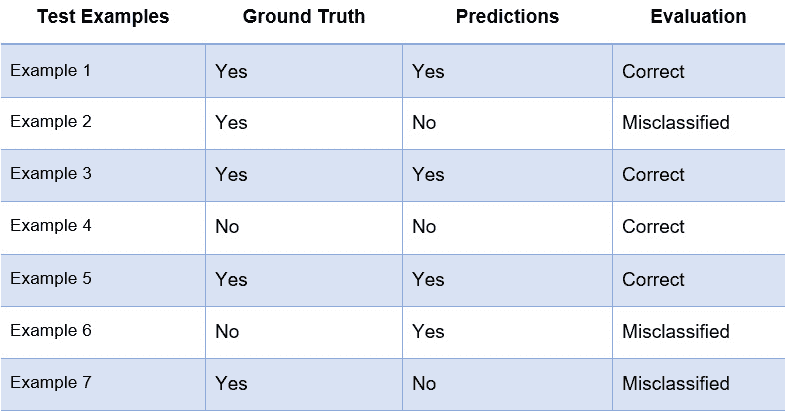 Test Examples Ground Truth Predictions Evaluation
Example 1 Yes Yes Correct
Example 2 Yes No Misclassified
Example 3 Yes Yes Correct
Example 4 No No Correct
Example 5 Yes Yes Correct
Example 6 No Yes Misclassified
Example 7 Yes No Misclassified